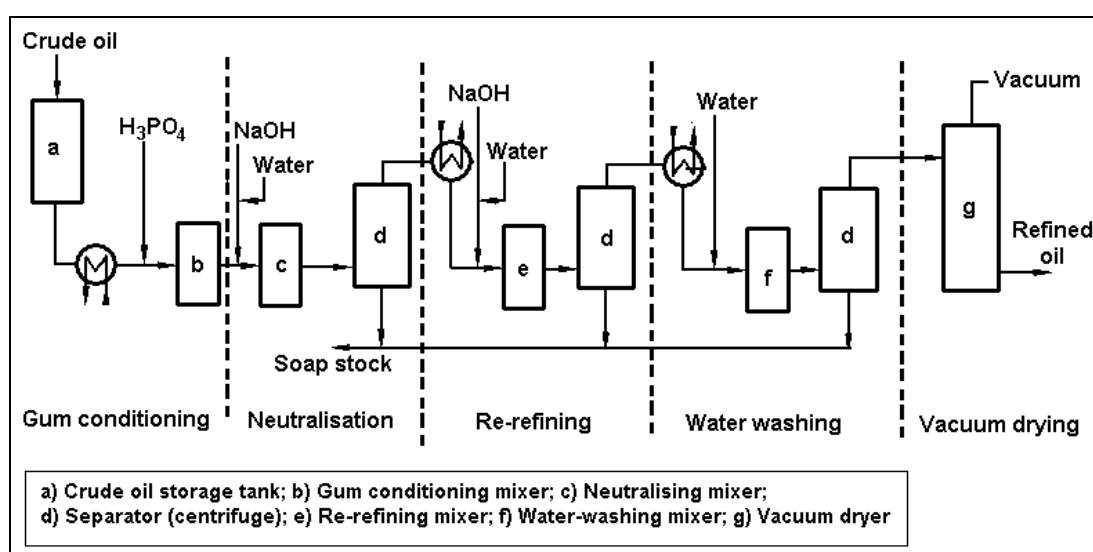 Crude oil
a
H₃PO₄
b
NaOH
Water
c
d
NaOH
Water
e
d
Water
f
d
Vacuum
g
Refined
oil
Soap stock
Gum conditioning
Neutralisation
Re-refining
Water washing
Vacuum drying
a) Crude oil storage tank; b) Gum conditioning mixer; c) Neutralising mixer;
d) Separator (centrifuge); e) Re-refining mixer; f) Water-washing mixer; g) Vacuum dryer